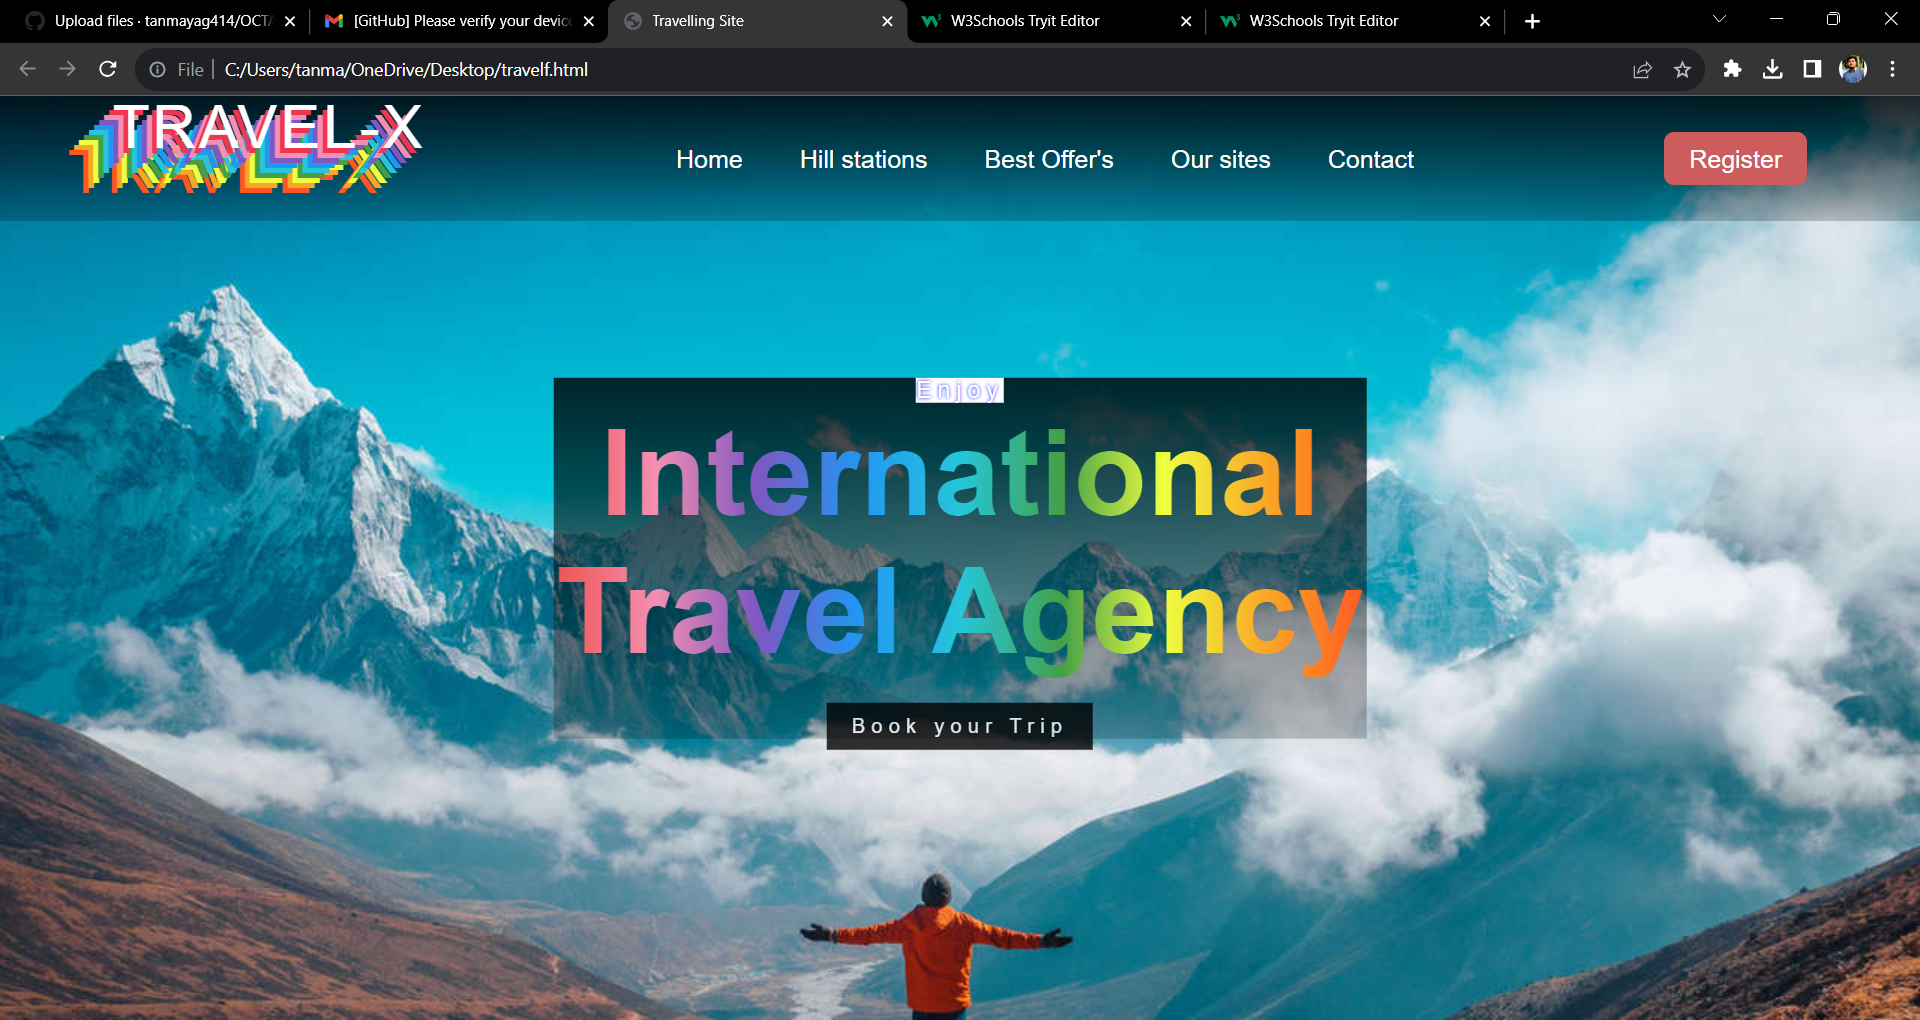 Upload files · tanmayag414/OCTA
[GitHub] Please verify your device
Travelling Site
W3Schools Tryit Editor
W3Schools Tryit Editor
File
C:/Users/tanma/OneDrive/Desktop/travelf.html
TRAVEL-X
Home
Hill stations
Best Offer's
Our sites
Contact
Register
Enjoy
International
Travel Agency
Book your Trip